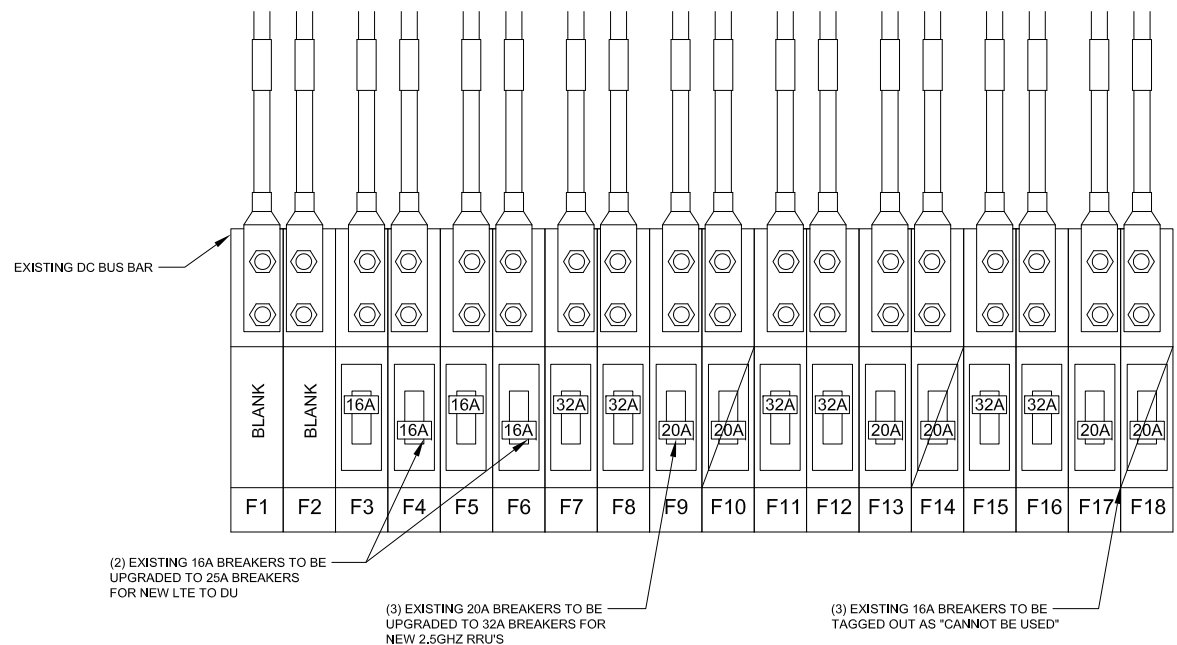 EXISTING DC BUS BAR
BLANK BLANK
16A 16A 32A 32A 32A 32A 32A 32A
16A 16A 20A 20A 20A 20A 20A 20A
F1 F2 F3 F4 F5 F6 F7 F8 F9 F10 F11 F12 F13 F14 F15 F16 F17 F18
(2) EXISTING 16A BREAKERS TO BE
UPGRADED TO 25A BREAKERS
FOR NEW LTE TO DU
(3) EXISTING 20A BREAKERS TO BE
UPGRADED TO 32A BREAKERS FOR
NEW 2.5GHZ RRU'S
(3) EXISTING 16A BREAKERS TO BE
TAGGED OUT AS "CANNOT BE USED"